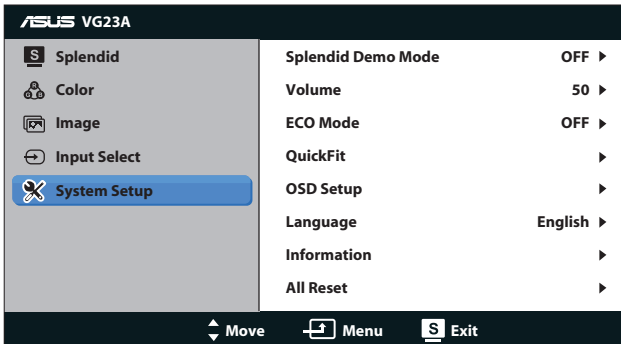 ASUS VG23A
S Splendid
Color
Image
Input Select
System Setup
Splendid Demo Mode OFF
Volume 50
ECO Mode OFF
QuickFit
OSD Setup
Language English
Information
All Reset
Move Menu S Exit